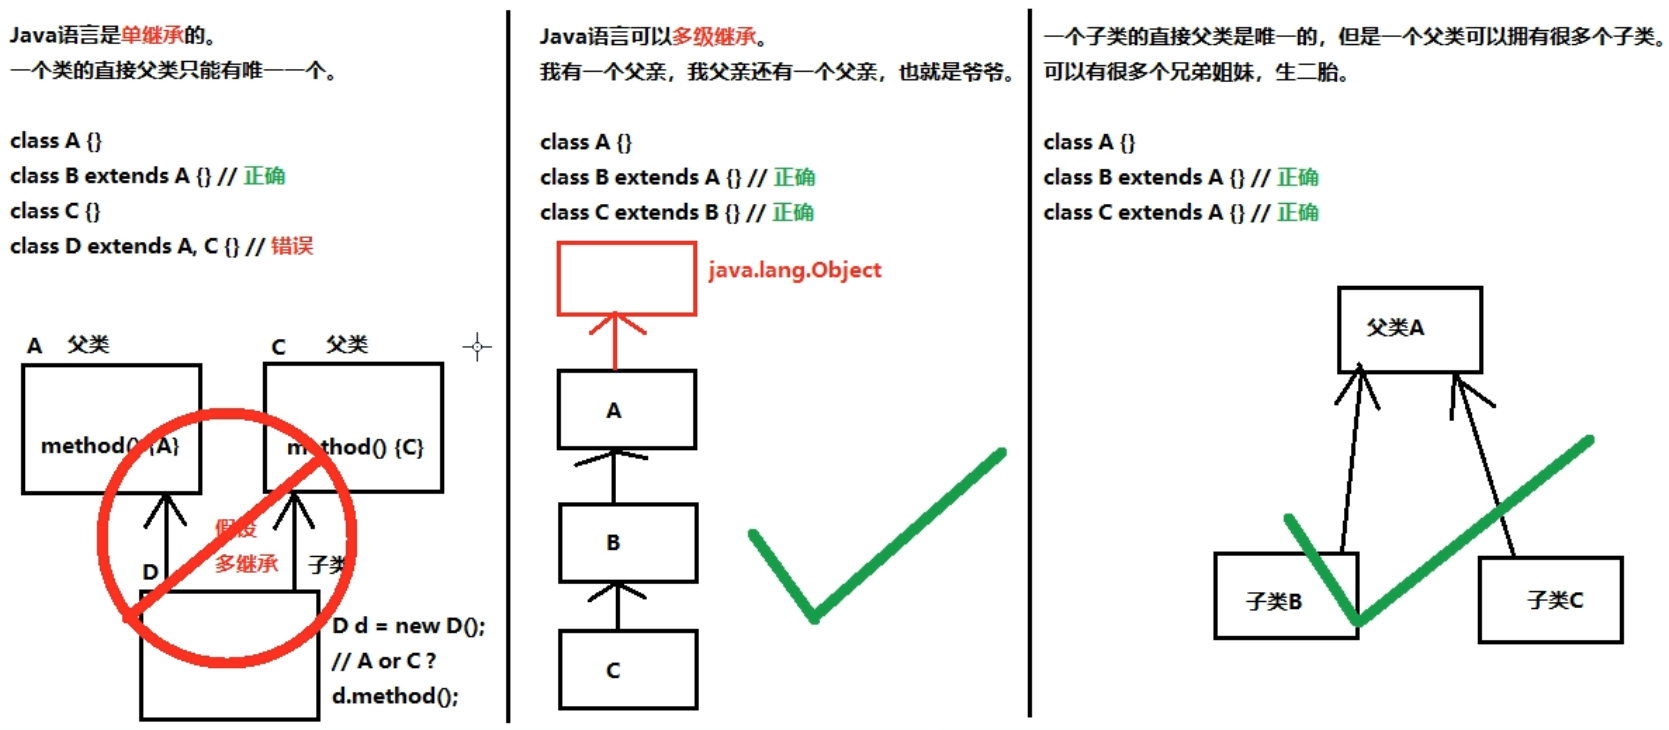 Java语言是单继承的。
一个类的直接父类只能有唯一一个。
class A {}
class B extends A {} // 正确
class C {}
class D extends A, C {} // 错误
A 父类
C 父类
method() {A}
method() {C}
假设
多继承
子类
D
D d = new D();
// A or C ?
d.method();
Java语言可以多级继承。
我有一个父亲，我父亲还有一个父亲，也就是爷爷。
class A {}
class B extends A {} // 正确
class C extends B {} // 正确
java.lang.Object
A
B
C
一个子类的直接父类是唯一的，但是一个父类可以拥有很多个子类。
可以有很多个兄弟姐妹，生二胎。
class A {}
class B extends A {} // 正确
class C extends A {} // 正确
父类A
子类B
子类C